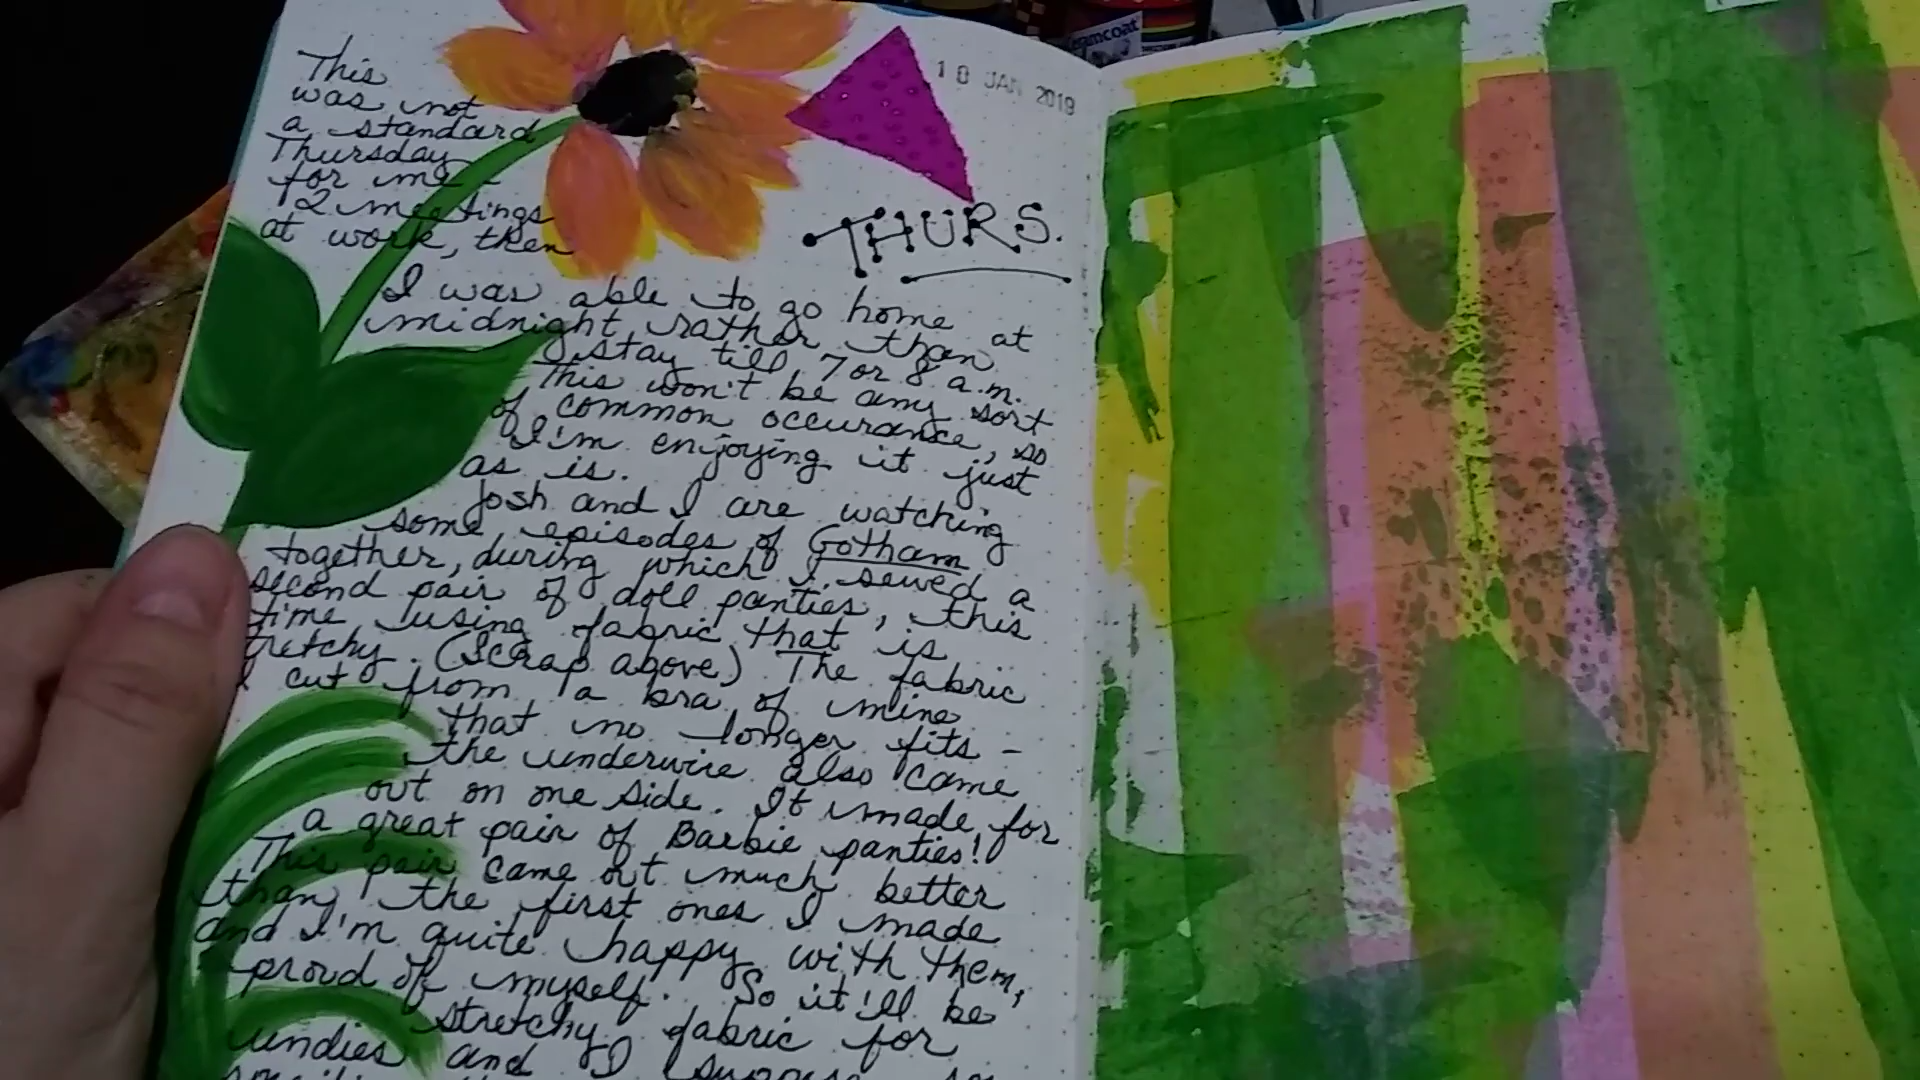 This
was not
a standard
Thursday
for me -
12 meetings
at work, then
10 JAN 2019
THURS.
I was able to go home at
midnight rather than
stay till 7 or 8 a.m.
This won't be any sort
of common occurance, so
I'm enjoying it just
as is.
Josh and I are watching
some episodes of Gotham
together, during which I sewed a
second pair of doll panties, this
time using fabric that is
stretchy. (Scrap above) The fabric
I cut from a bra of mine
that no longer fits -
the underwire also came
out on one side. It made for
a great pair of Barbie panties!
This pair came out much better
than the first ones I made
and I'm quite happy with them,
proud of myself. So it'll be
stretchy fabric for
undies and I suppose
eamcoat